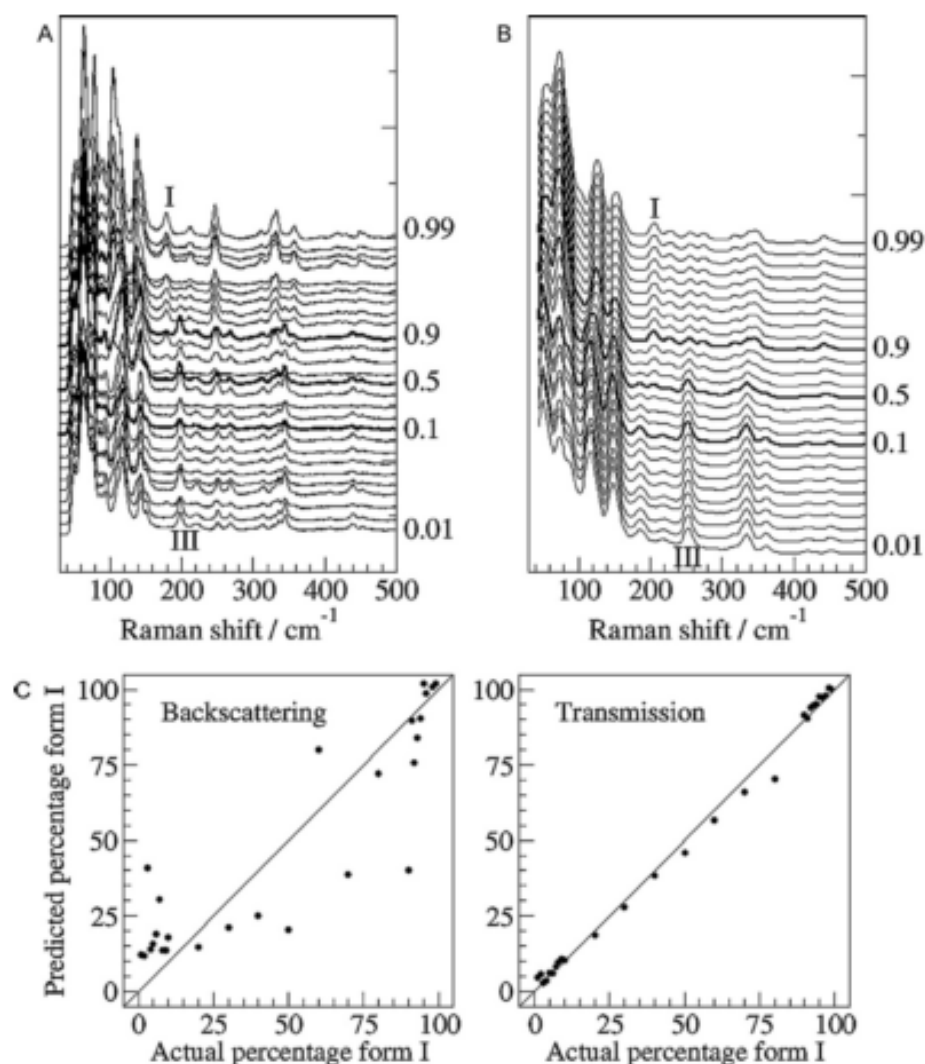 A
I
0.99
0.9
0.5
0.1
0.01
III
100 200 300 400 500
Raman shift / cm-1
B
I
0.99
0.9
0.5
0.1
0.01
III
100 200 300 400 500
Raman shift / cm-1
C
Predicted percentage form I
100
75
50
25
0
Backscattering
0 25 50 75 100
Actual percentage form I
100
75
50
25
0
Transmission
0 25 50 75 100
Actual percentage form I